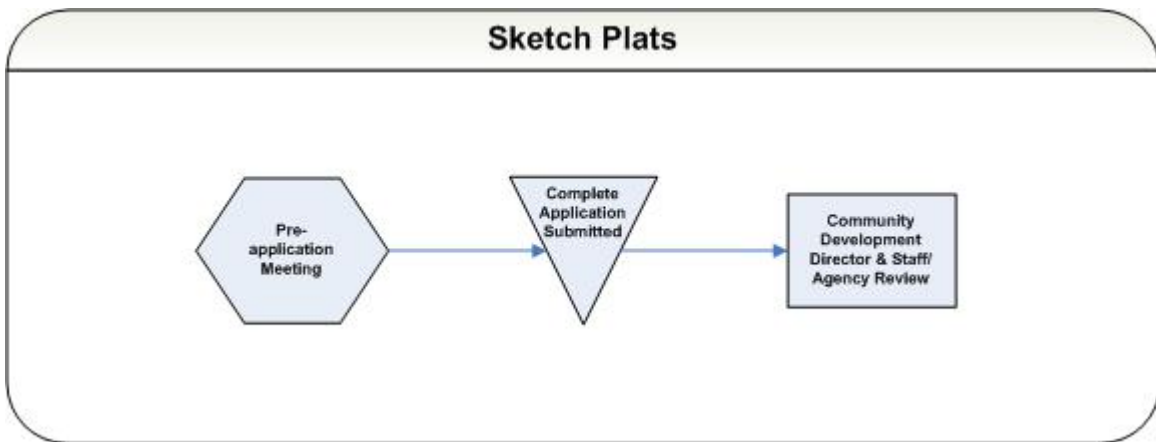 Sketch Plats
Pre-
application
Meeting
Complete
Application
Submitted
Community
Development
Director & Staff/
Agency Review